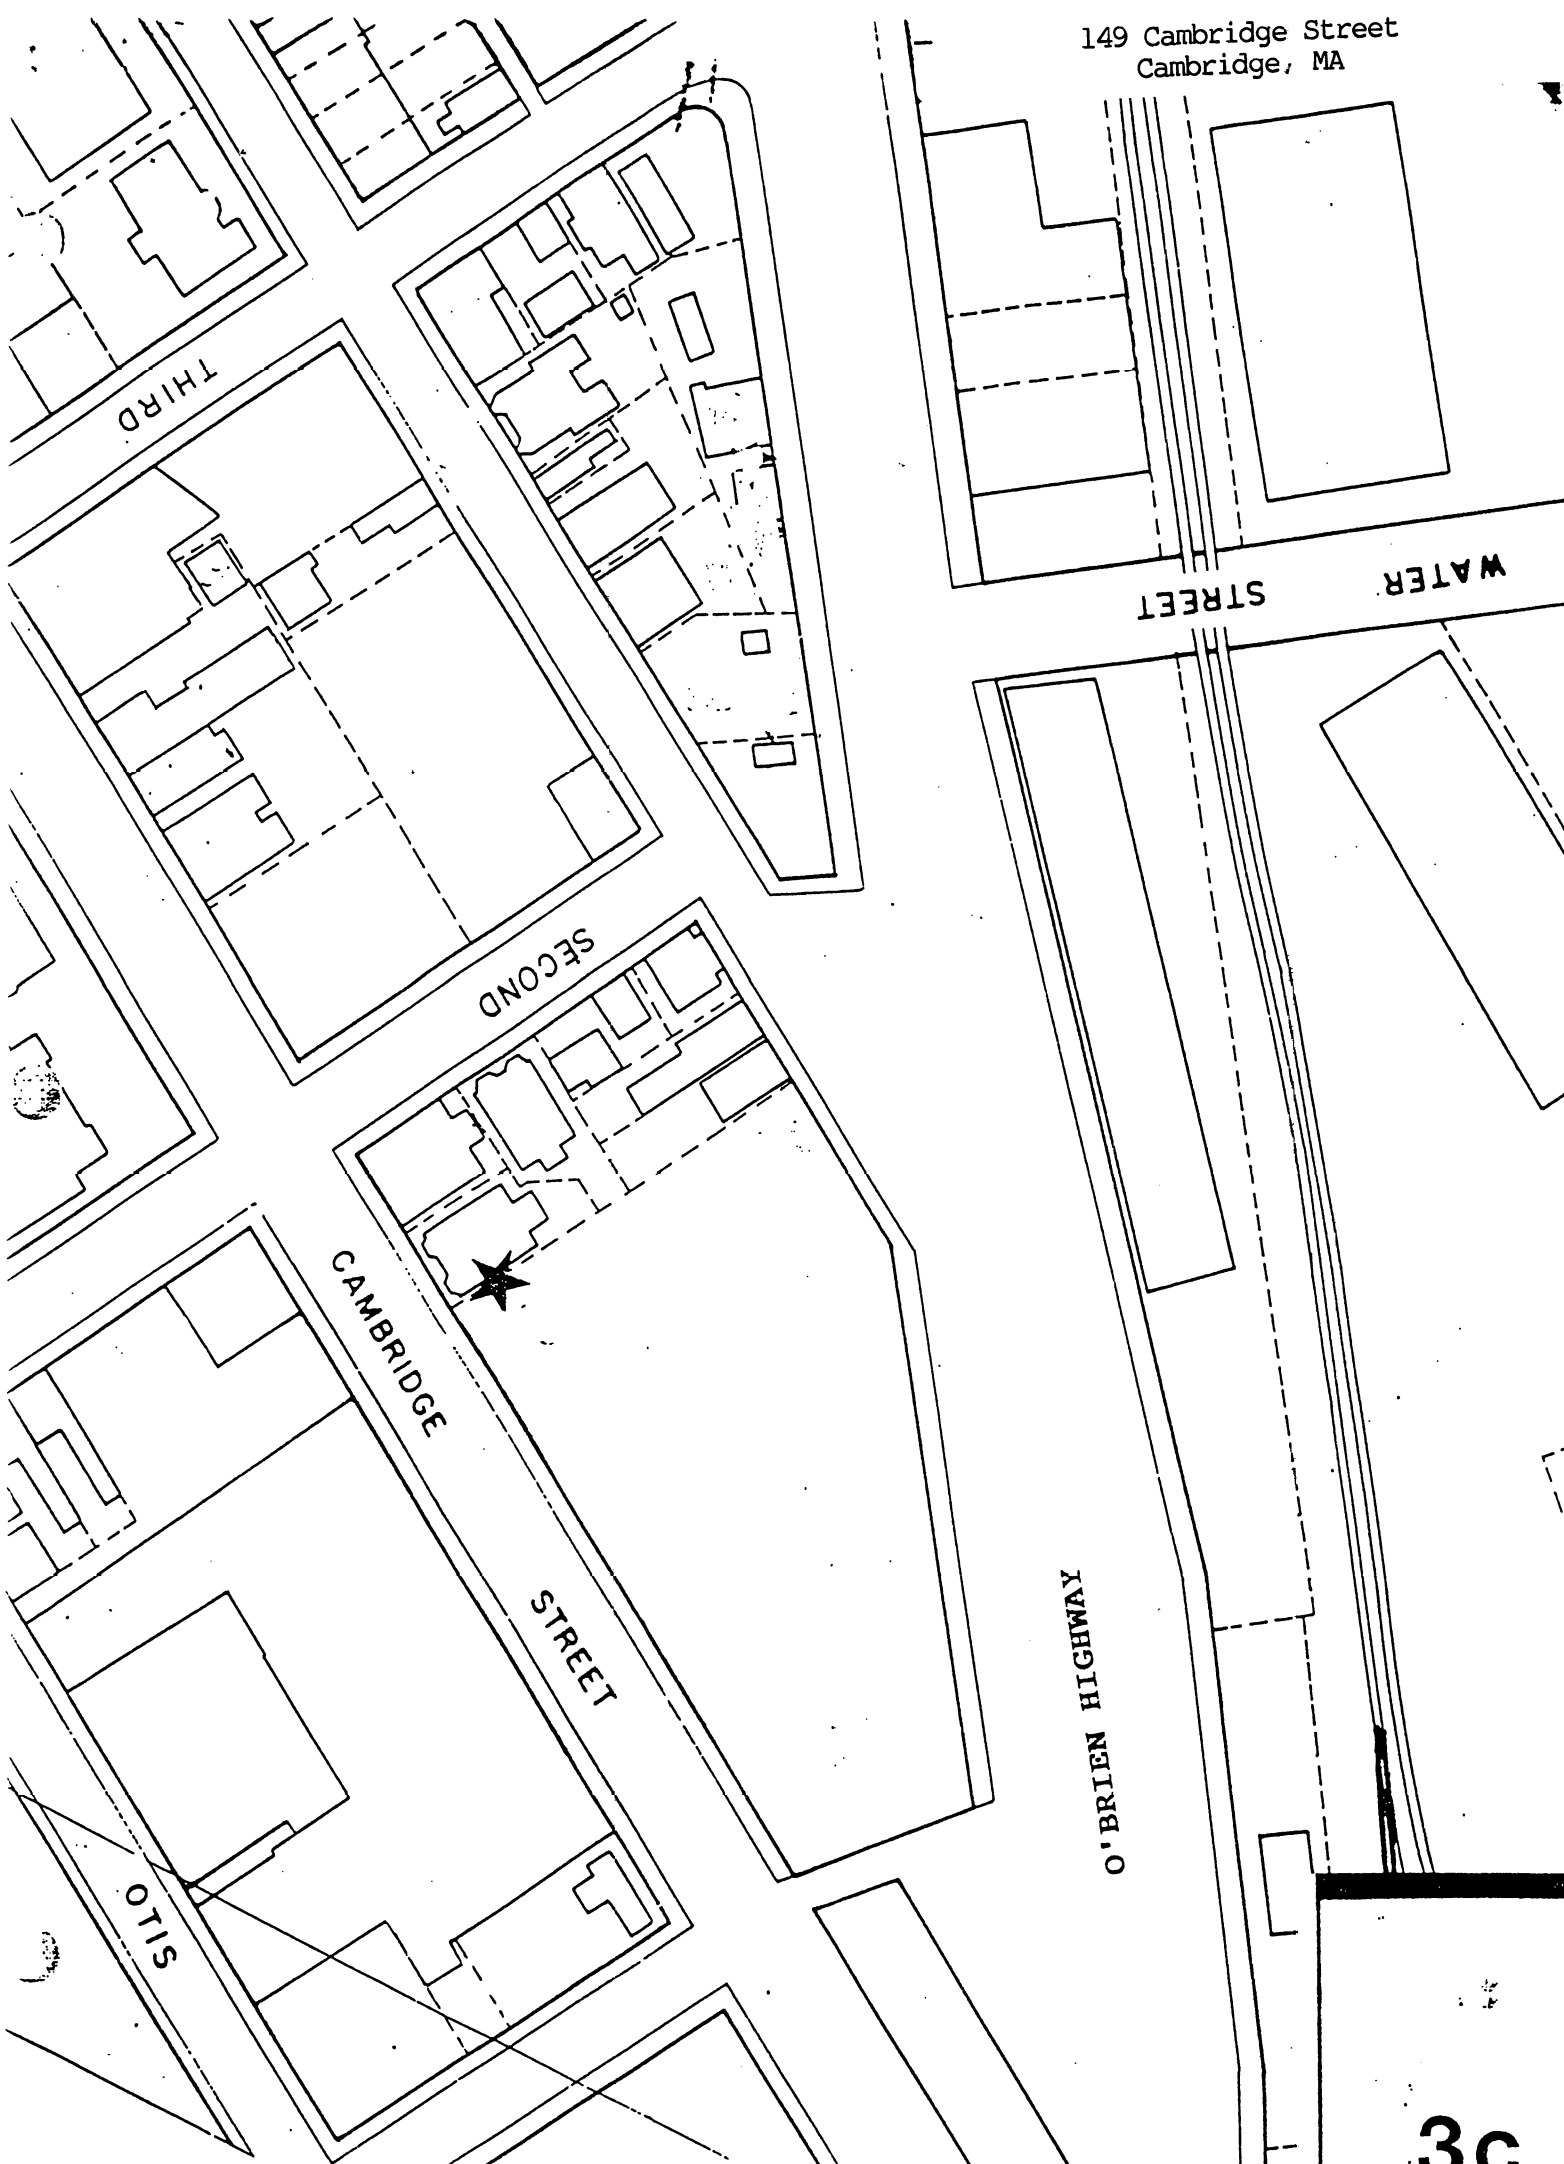 149 Cambridge Street
Cambridge, MA
THIRD
WATER STREET
SECOND
CAMBRIDGE STREET
O'BRIEN HIGHWAY
OTIS
3c